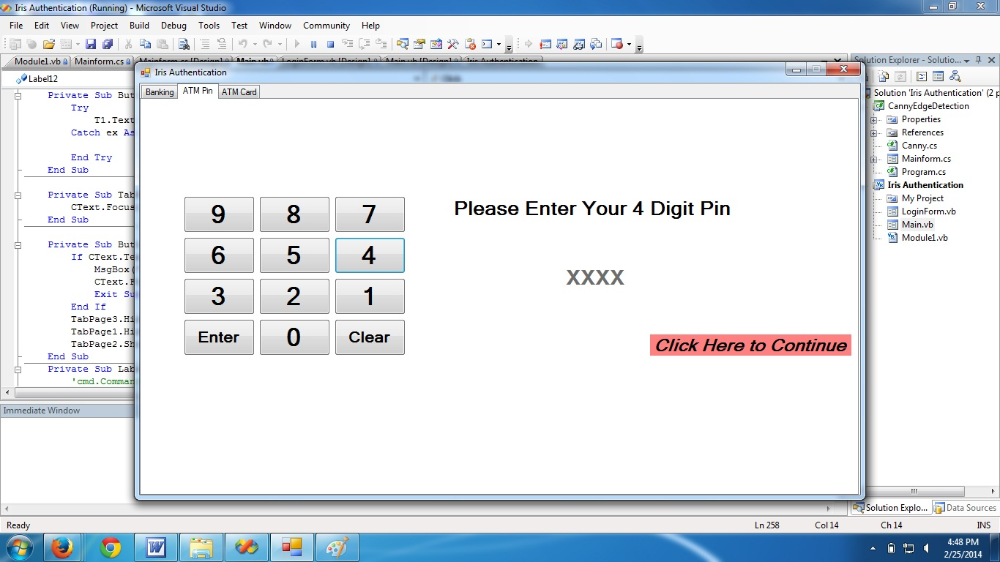 Iris Authentication (Running) - Microsoft Visual Studio
File Edit View Project Build Debug Tools Test Window Community Help
Module1.vb Mainform.cs Mainform.cs [Design] Main.vb LoginForm.vb [Design] Main.vb [Design] Iris Authentication
Label12
Private Sub But
Try
T1.Text
Catch ex As
End Try
End Sub
Private Sub Tab
CText.Focus
End Sub
Private Sub But
If CText.Te
MsgBox(
CText.F
Exit Su
End If
TabPage3.Hi
TabPage1.Hi
TabPage2.Sh
End Sub
Private Sub Lab
'cmd.Comman
Immediate Window
Iris Authentication
Banking ATM Pin ATM Card
9 8 7
6 5 4
3 2 1
Enter 0 Clear
Please Enter Your 4 Digit Pin
XXXX
Click Here to Continue
Solution Explorer - Solutio...
Solution 'Iris Authentication' (2 p
CannyEdgeDetection
Properties
References
Canny.cs
Mainform.cs
Program.cs
Iris Authentication
My Project
LoginForm.vb
Main.vb
Module1.vb
Solution Explo... Data Sources
Ready Ln 258 Col 14 Ch 14 INS
4:48 PM
2/25/2014